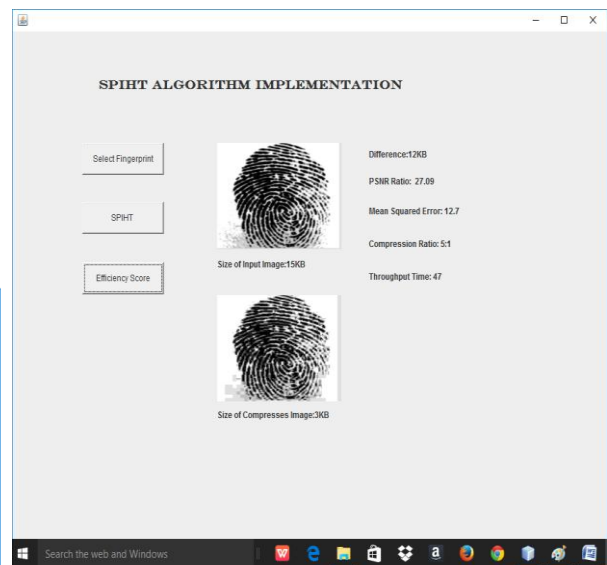 SPIHT ALGORITHM IMPLEMENTATION
Select Fingerprint
SPIHT
Efficiency Score
Size of Input Image:15KB
Size of Compresses Image:3KB
Difference:12KB
PSNR Ratio: 27.09
Mean Squared Error: 12.7
Compression Ratio: 5:1
Throughput Time: 47
Search the web and Windows